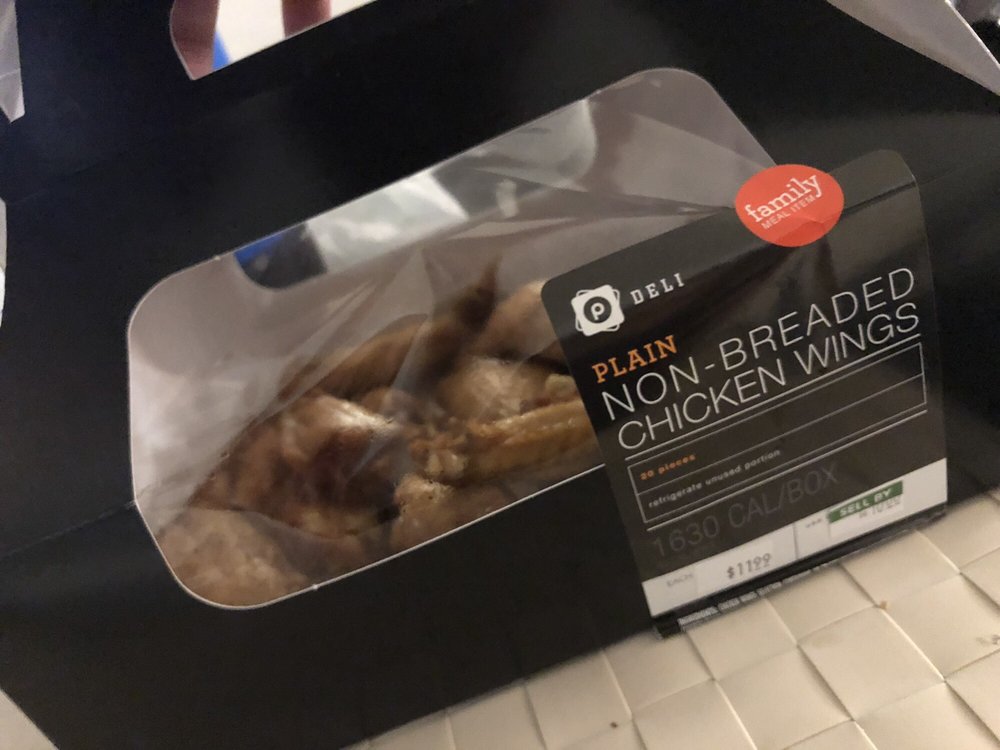 family
MEAL ITEM
P DELI
PLAIN
NON-BREADED
CHICKEN WINGS
20 pieces
refrigerate unused portion
1630 CAL/BOX
SELL BY
EACH
$11.99